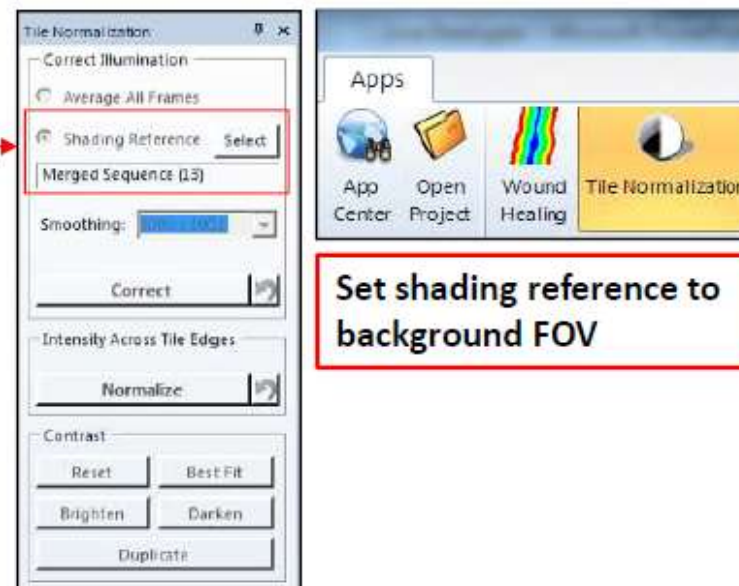 Tile Normalization
Correct Illumination
Average All Frames
Shading Reference Select
Merged Sequence (13)
Smoothing:
Correct
Intensity Across Tile Edges
Normalize
Contrast
Reset Best Fit
Brighten Darken
Duplicate
Apps
App Center
Open Project
Wound Healing
Tile Normalization
Set shading reference to
background FOV